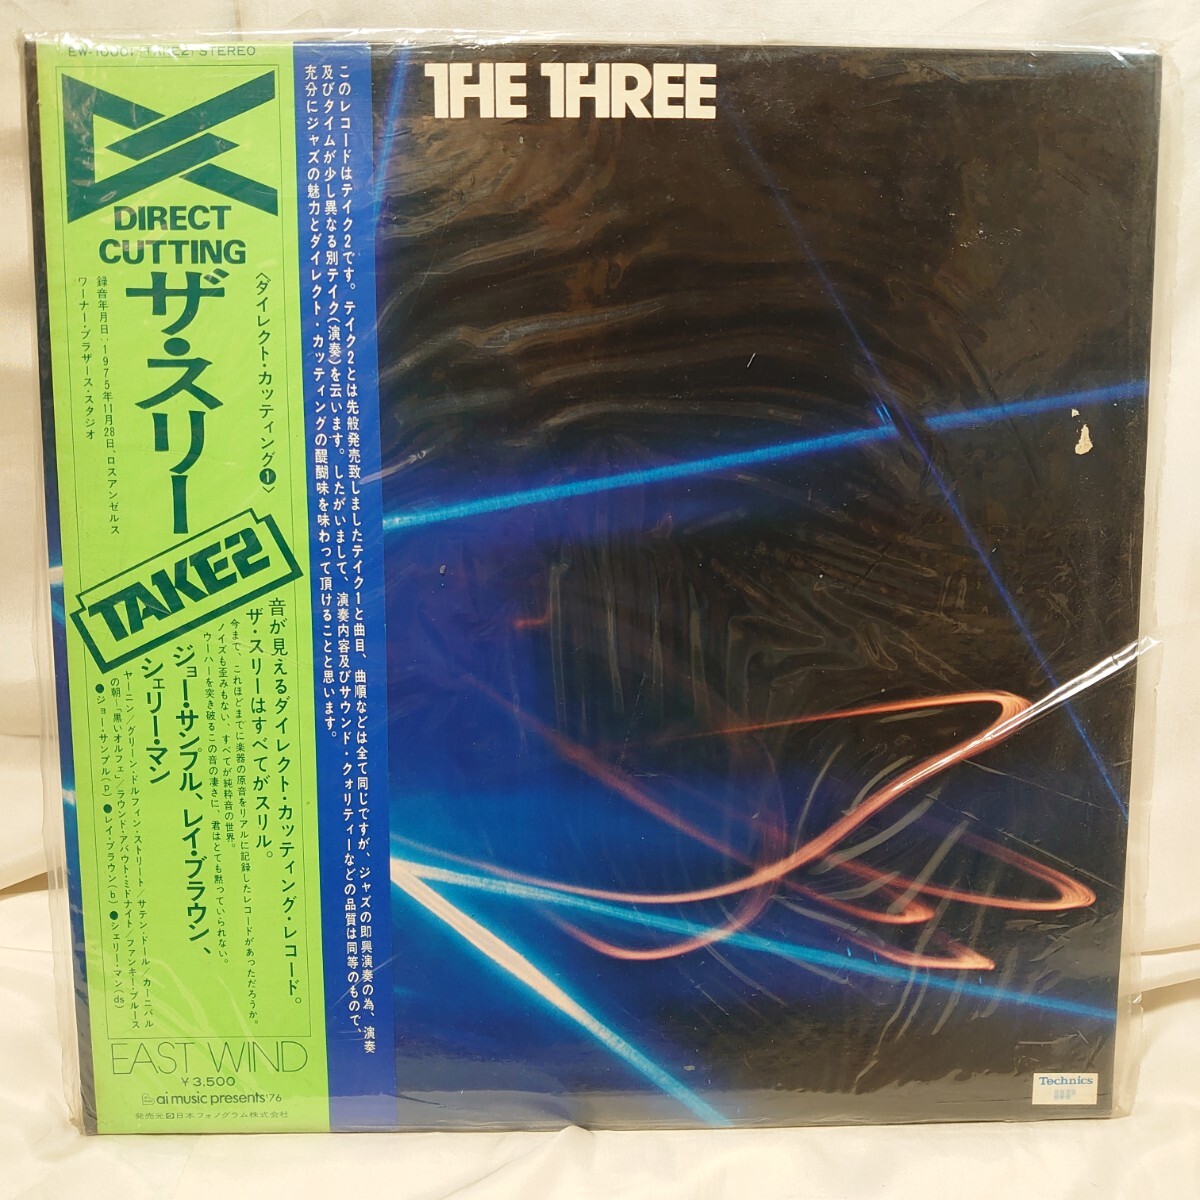 EW-10001 (TAKE2) STEREO
DIRECT
CUTTING
〈ダイレクト・カッティング❶〉
ザ・スリー
録音年月日:1975年11月28日、ロスアンゼルス
ワーナー・ブラザース・スタジオ
TAKE2
音が見えるダイレクト・カッティング・レコード。
ザ・スリーはすべてがスリル。
今まで、これほどまでに楽器の原音をリアルに記録したレコードがあっただろうか。
ノイズも歪みもない、すべてが純粋音の世界。
ウーハーを突き破るこの音の凄さに、君はとても黙っていられない。
ジョー・サンプル、レイ・ブラウン、
シェリー・マン
ヤーニン/グリーン・ドルフィン・ストリート/サテン・ドール/カーニバル
の朝―「黒いオルフェ」/ラウンド・アバウト・ミドナイト/ファンキー・ブルース
●ジョー・サンプル(p) ●レイ・ブラウン(b) ●シェリー・マン(ds)
EAST WIND
¥3,500
ai music presents '76
発売元 日本フォノグラム株式会社
このレコードはテイク2です。テイク2とは先般発売致しましたテイク1と曲目、曲順などは全て同じですが、ジャズの即興演奏の為、演奏
及びタイムが少し異なる別テイク(演奏)を云います。したがいまして、演奏内容及びサウンド・クォリティーなどの品質は同等のもので、
充分にジャズの魅力とダイレクト・カッティングの醍醐味を味わって頂けることと思います。
THE THREE
Technics